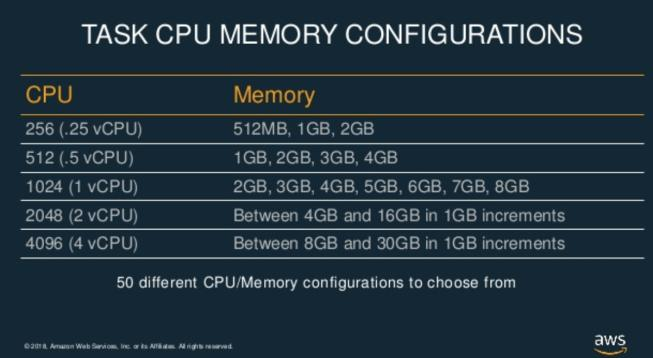 TASK CPU MEMORY CONFIGURATIONS
CPU Memory
256 (.25 vCPU) 512MB, 1GB, 2GB
512 (.5 vCPU) 1GB, 2GB, 3GB, 4GB
1024 (1 vCPU) 2GB, 3GB, 4GB, 5GB, 6GB, 7GB, 8GB
2048 (2 vCPU) Between 4GB and 16GB in 1GB increments
4096 (4 vCPU) Between 8GB and 30GB in 1GB increments
50 different CPU/Memory configurations to choose from
© 2018, Amazon Web Services, Inc. or its Affiliates. All rights reserved.
aws